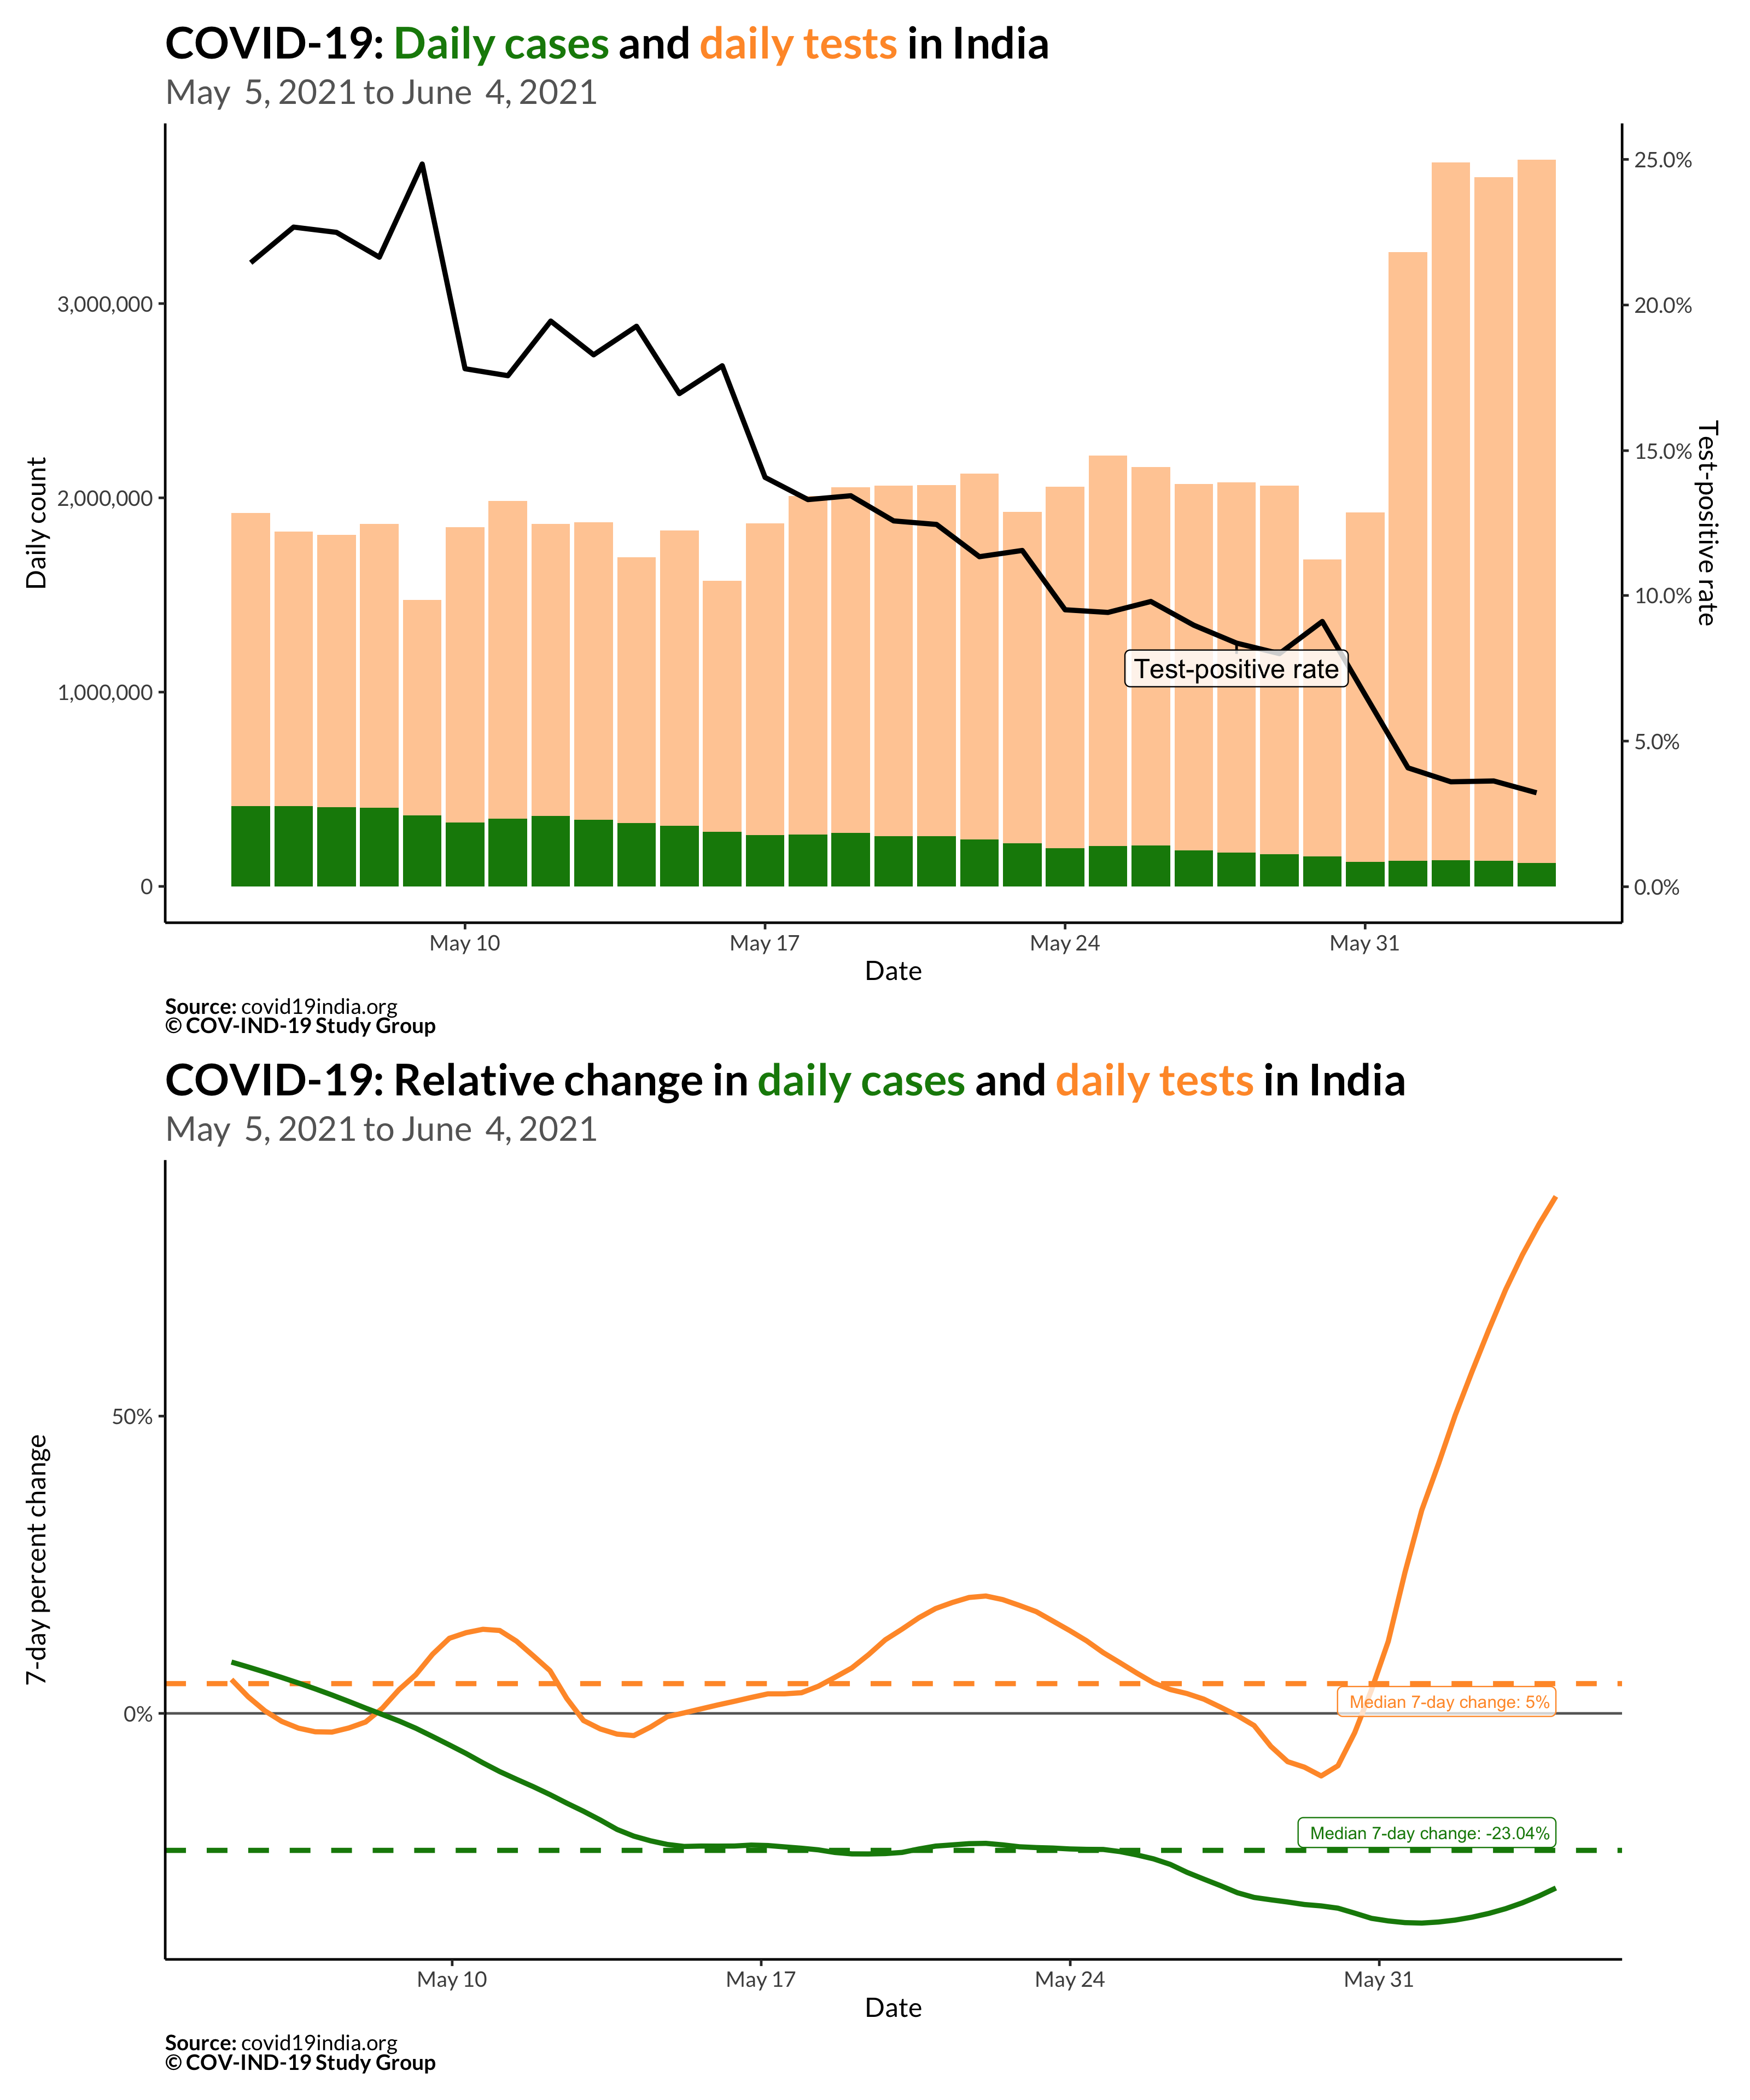 COVID-19: Daily cases and daily tests in India
May 5, 2021 to June 4, 2021
Daily count
3,000,000
2,000,000
1,000,000
0
25.0%
20.0%
15.0%
10.0%
5.0%
0.0%
Test-positive rate
Test-positive rate
May 10
May 17
May 24
May 31
Date
Source: covid19india.org
© COV-IND-19 Study Group
COVID-19: Relative change in daily cases and daily tests in India
May 5, 2021 to June 4, 2021
7-day percent change
50%
0%
Median 7-day change: 5%
Median 7-day change: -23.04%
May 10
May 17
May 24
May 31
Date
Source: covid19india.org
© COV-IND-19 Study Group